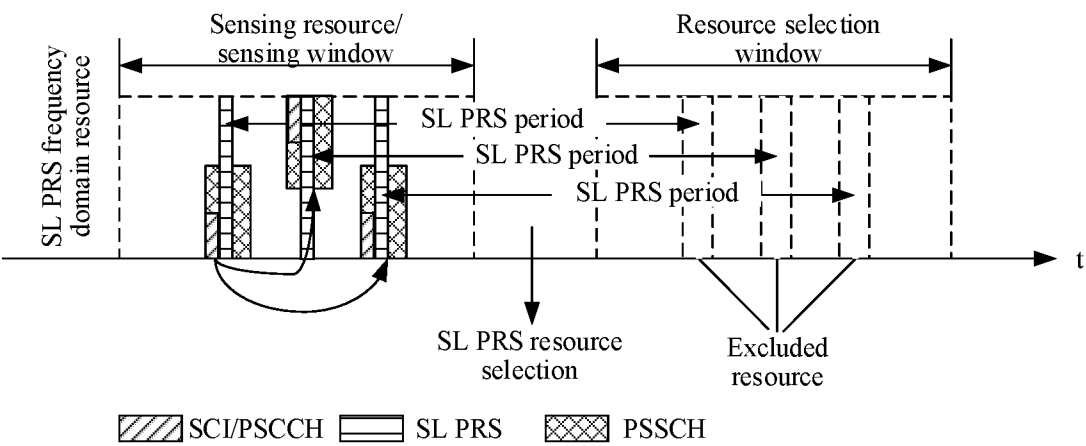 Sensing resource/
sensing window
Resource selection
window
SL PRS frequency
domain resource
SL PRS period
SL PRS period
SL PRS period
t
SL PRS resource
selection
Excluded
resource
SCI/PSCCH
SL PRS
PSSCH